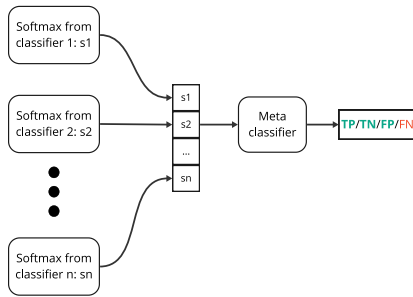 Softmax from
classifier 1: s1
Softmax from
classifier 2: s2
Softmax from
classifier n: sn
s1
s2
...
sn
Meta
classifier
TP/TN/FP/FN